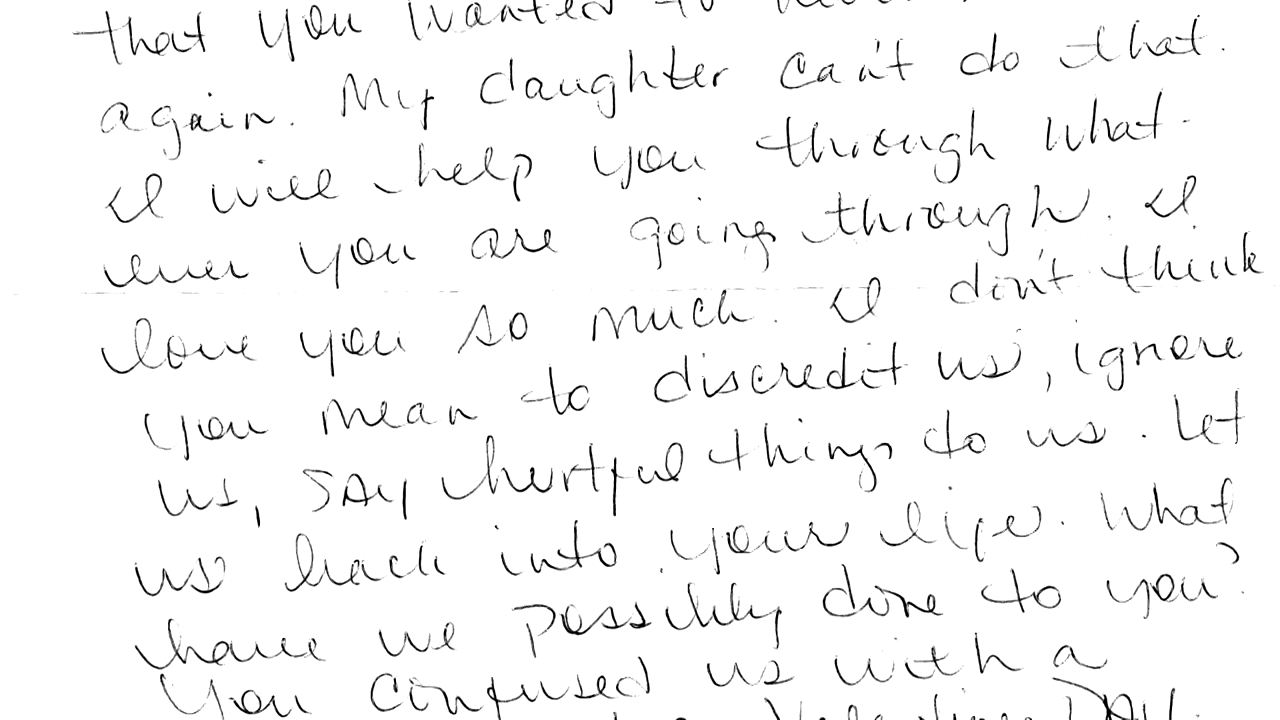 that you wanted to
again. My daughter can't do that.
I will help you through what
ever you are going through. I
love you so much. I don't think
you mean to discredit us, ignore
us, say hurtful things to us. Let
us back into your life. What
have we possibly done to you?
You confused us with a
Valentines DAY